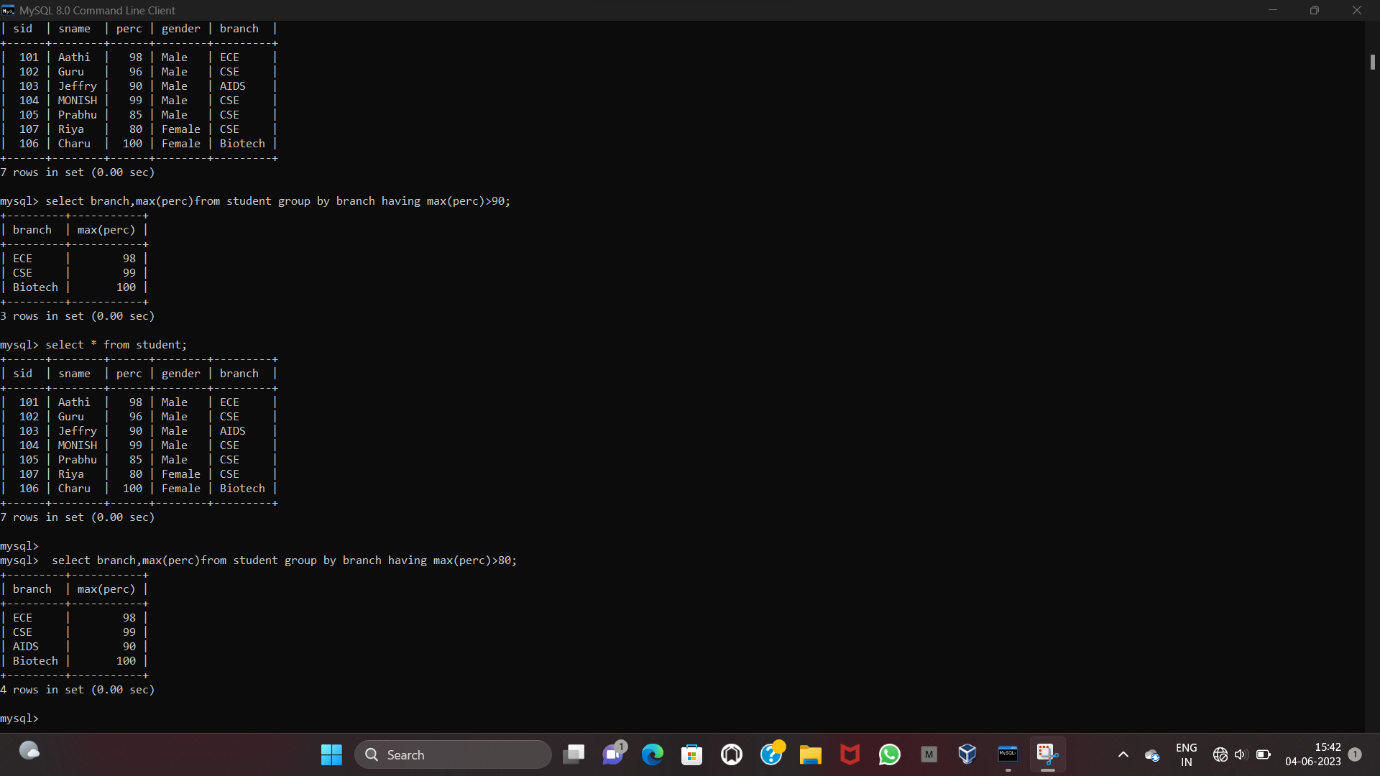 MySQL 8.0 Command Line Client
| sid  | sname  | perc | gender | branch  |
+------+--------+------+--------+---------+
|  101 | Aathi  |   98 | Male   | ECE     |
|  102 | Guru   |   96 | Male   | CSE     |
|  103 | Jeffry |   90 | Male   | AIDS    |
|  104 | MONISH |   99 | Male   | CSE     |
|  105 | Prabhu |   85 | Male   | CSE     |
|  107 | Riya   |   80 | Female | CSE     |
|  106 | Charu  |  100 | Female | Biotech |
+------+--------+------+--------+---------+
7 rows in set (0.00 sec)
mysql> select branch,max(perc)from student group by branch having max(perc)>90;
+---------+-----------+
| branch  | max(perc) |
+---------+-----------+
| ECE     |        98 |
| CSE     |        99 |
| Biotech |       100 |
+---------+-----------+
3 rows in set (0.00 sec)
mysql> select * from student;
+------+--------+------+--------+---------+
| sid  | sname  | perc | gender | branch  |
+------+--------+------+--------+---------+
|  101 | Aathi  |   98 | Male   | ECE     |
|  102 | Guru   |   96 | Male   | CSE     |
|  103 | Jeffry |   90 | Male   | AIDS    |
|  104 | MONISH |   99 | Male   | CSE     |
|  105 | Prabhu |   85 | Male   | CSE     |
|  107 | Riya   |   80 | Female | CSE     |
|  106 | Charu  |  100 | Female | Biotech |
+------+--------+------+--------+---------+
7 rows in set (0.00 sec)
mysql>
mysql>  select branch,max(perc)from student group by branch having max(perc)>80;
+---------+-----------+
| branch  | max(perc) |
+---------+-----------+
| ECE     |        98 |
| CSE     |        99 |
| AIDS    |        90 |
| Biotech |       100 |
+---------+-----------+
4 rows in set (0.00 sec)
mysql>
Search
1
M
ENG
IN
15:42
04-06-2023
1